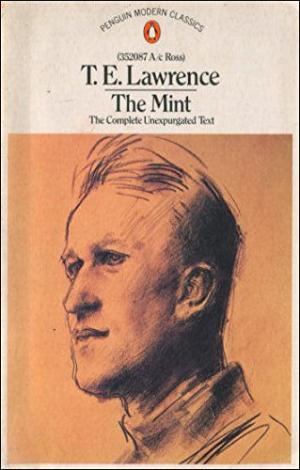 PENGUIN MODERN CLASSICS
(352087 A/c Ross)
T. E. Lawrence
The Mint
The Complete Unexpurgated Text